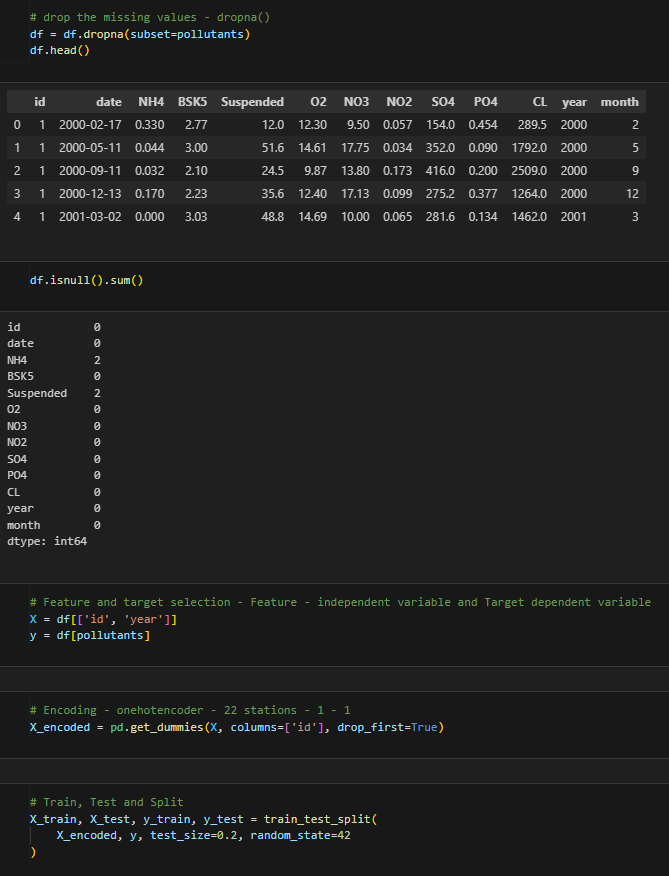 # drop the missing values - dropna()
df = df.dropna(subset=pollutants)
df.head()
id date NH4 BSK5 Suspended O2 NO3 NO2 SO4 PO4 CL year month
0 1 2000-02-17 0.330 2.77 12.0 12.30 9.50 0.057 154.0 0.454 289.5 2000 2
1 1 2000-05-11 0.044 3.00 51.6 14.61 17.75 0.034 352.0 0.090 1792.0 2000 5
2 1 2000-09-11 0.032 2.10 24.5 9.87 13.80 0.173 416.0 0.200 2509.0 2000 9
3 1 2000-12-13 0.170 2.23 35.6 12.40 17.13 0.099 275.2 0.377 1264.0 2000 12
4 1 2001-03-02 0.000 3.03 48.8 14.69 10.00 0.065 281.6 0.134 1462.0 2001 3
df.isnull().sum()
id 0
date 0
NH4 2
BSK5 0
Suspended 2
O2 0
NO3 0
NO2 0
SO4 0
PO4 0
CL 0
year 0
month 0
dtype: int64
# Feature and target selection - Feature - independent variable and Target dependent variable
X = df[['id', 'year']]
y = df[pollutants]
# Encoding - onehotencoder - 22 stations - 1 - 1
X_encoded = pd.get_dummies(X, columns=['id'], drop_first=True)
# Train, Test and Split
X_train, X_test, y_train, y_test = train_test_split(
    X_encoded, y, test_size=0.2, random_state=42
)